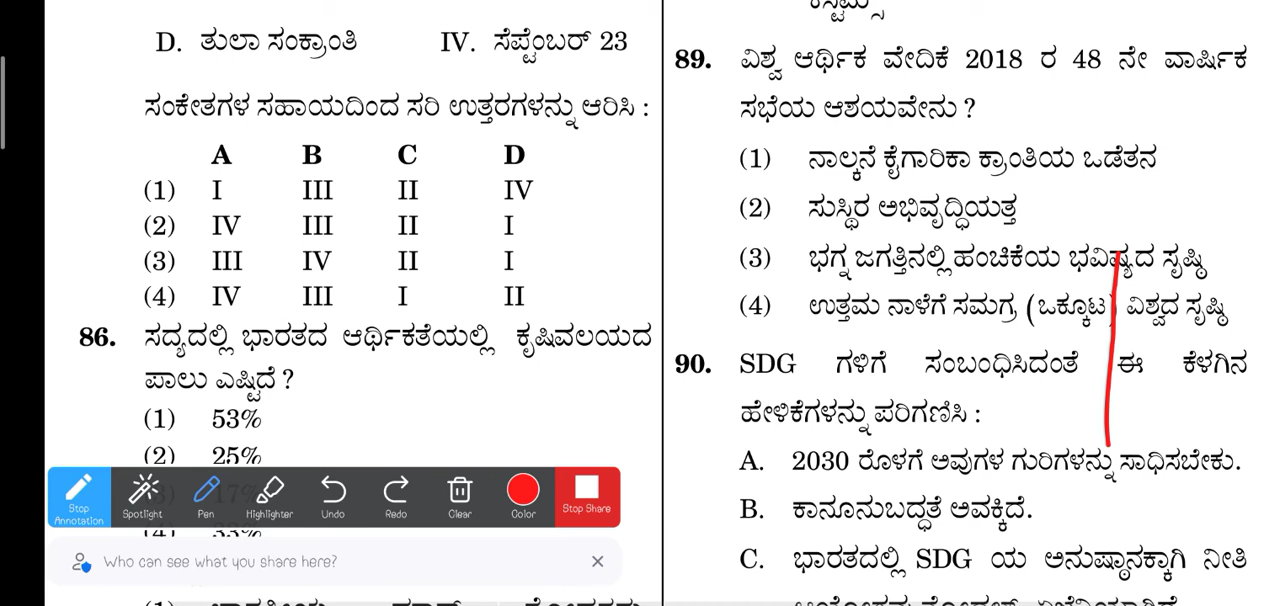 D. ತುಲಾ ಸಂಕ್ರಾಂತಿ IV. ಸೆಪ್ಟೆಂಬರ್ 23
ಸಂಕೇತಗಳ ಸಹಾಯದಿಂದ ಸರಿ ಉತ್ತರಗಳನ್ನು ಆರಿಸಿ :
A B C D
(1) I III II IV
(2) IV III II I
(3) III IV II I
(4) IV III I II
86. ಸದ್ಯದಲ್ಲಿ ಭಾರತದ ಆರ್ಥಿಕತೆಯಲ್ಲಿ ಕೃಷಿವಲಯದ
ಪಾಲು ಎಷ್ಟಿದೆ ?
(1) 53%
(2) 25%
Stop Annotation
Spotlight
Pen
Highlighter
Undo
Redo
Clear
Color
Stop Share
Who can see what you share here?
89. ವಿಶ್ವ ಆರ್ಥಿಕ ವೇದಿಕೆ 2018 ರ 48 ನೇ ವಾರ್ಷಿಕ
ಸಭೆಯ ಆಶಯವೇನು ?
(1) ನಾಲ್ಕನೆ ಕೈಗಾರಿಕಾ ಕ್ರಾಂತಿಯ ಒಡೆತನ
(2) ಸುಸ್ಥಿರ ಅಭಿವೃದ್ಧಿಯತ್ತ
(3) ಭಗ್ನ ಜಗತ್ತಿನಲ್ಲಿ ಹಂಚಿಕೆಯ ಭವಿಷ್ಯದ ಸೃಷ್ಠಿ
(4) ಉತ್ತಮ ನಾಳೆಗೆ ಸಮಗ್ರ (ಒಕ್ಕೂಟ) ವಿಶ್ವದ ಸೃಷ್ಠಿ
90. SDG ಗಳಿಗೆ ಸಂಬಂಧಿಸಿದಂತೆ ಈ ಕೆಳಗಿನ
ಹೇಳಿಕೆಗಳನ್ನು ಪರಿಗಣಿಸಿ :
A. 2030 ರೊಳಗೆ ಅವುಗಳ ಗುರಿಗಳನ್ನು ಸಾಧಿಸಬೇಕು.
B. ಕಾನೂನುಬದ್ಧತೆ ಅವಕ್ಕಿದೆ.
C. ಭಾರತದಲ್ಲಿ SDG ಯ ಅನುಷ್ಠಾನಕ್ಕಾಗಿ ನೀತಿ